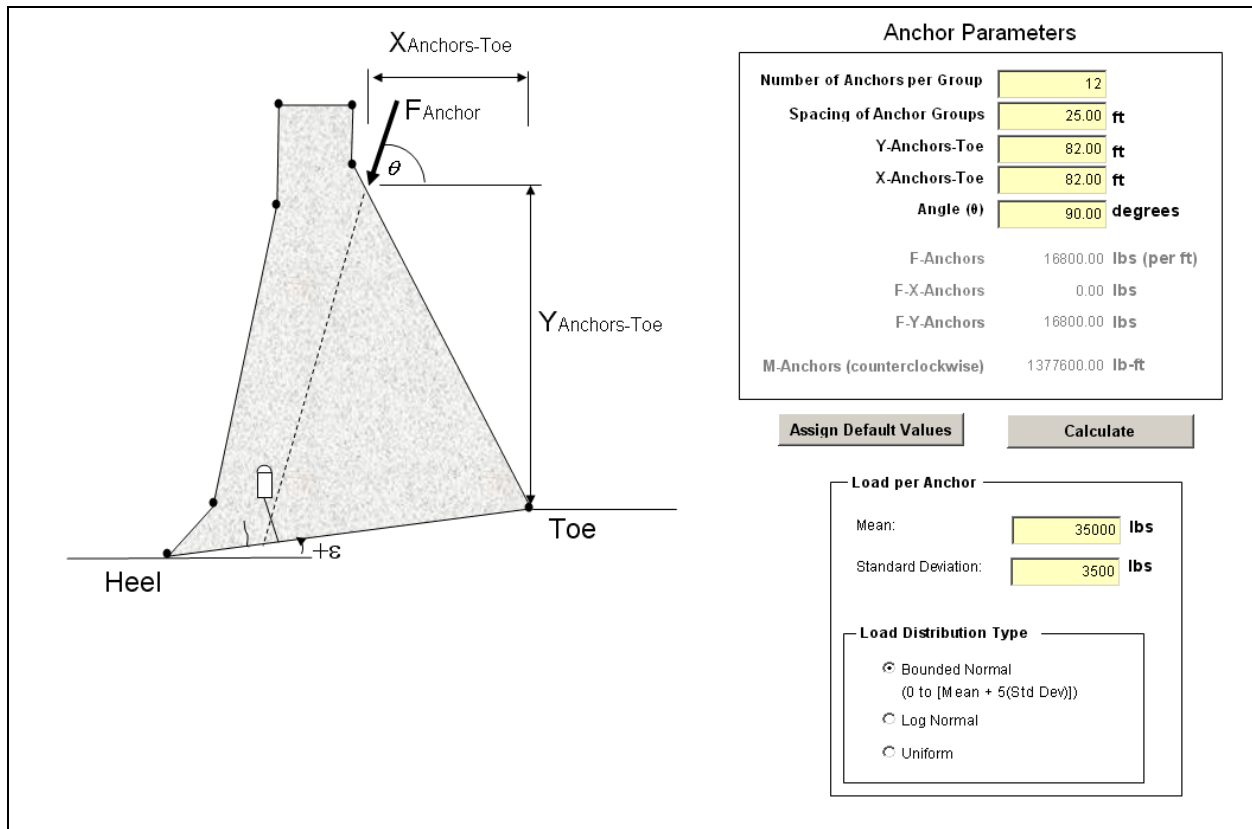 XAnchors-Toe
FAnchor
θ
YAnchors-Toe
Toe
+ε
Heel
Anchor Parameters
Number of Anchors per Group 12
Spacing of Anchor Groups 25.00 ft
Y-Anchors-Toe 82.00 ft
X-Anchors-Toe 82.00 ft
Angle (θ) 90.00 degrees
F-Anchors 16800.00 lbs (per ft)
F-X-Anchors 0.00 lbs
F-Y-Anchors 16800.00 lbs
M-Anchors (counterclockwise) 1377600.00 lb-ft
Assign Default Values Calculate
Load per Anchor
Mean: 35000 lbs
Standard Deviation: 3500 lbs
Load Distribution Type
Bounded Normal
(0 to [Mean + 5(Std Dev)])
Log Normal
Uniform